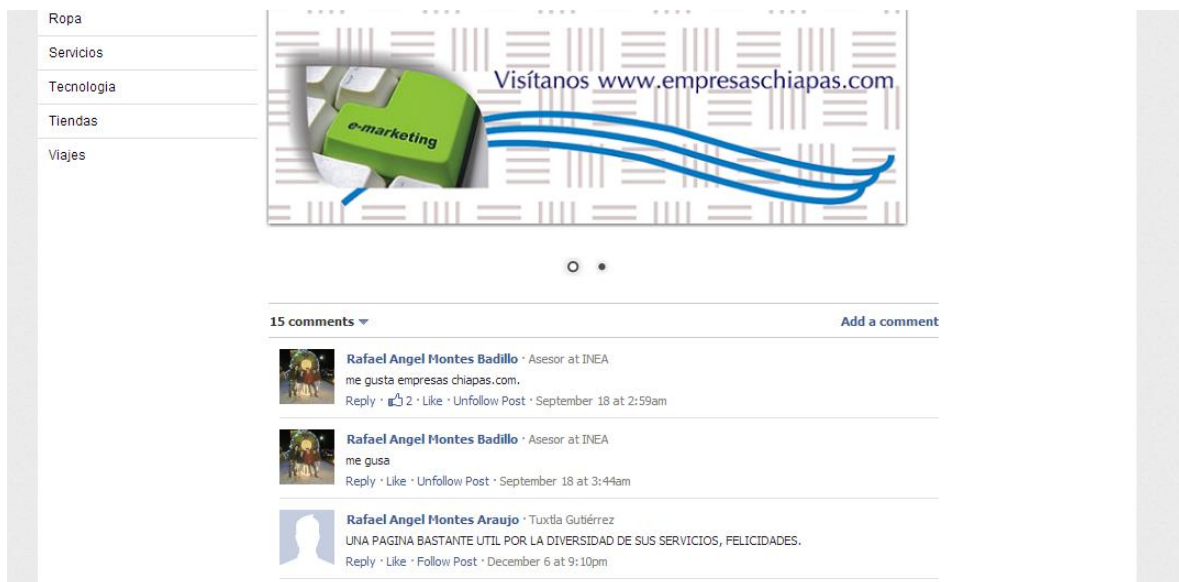 Ropa
Servicios
Tecnologia
Tiendas
Viajes
Visítanos www.empresaschiapas.com
e-marketing
15 comments
Add a comment
Rafael Angel Montes Badillo · Asesor at INEA
me gusta empresas chiapas.com.
Reply · 2 · Like · Unfollow Post · September 18 at 2:59am
Rafael Angel Montes Badillo · Asesor at INEA
me gusa
Reply · Like · Unfollow Post · September 18 at 3:44am
Rafael Angel Montes Araujo · Tuxtla Gutiérrez
UNA PAGINA BASTANTE UTIL POR LA DIVERSIDAD DE SUS SERVICIOS, FELICIDADES.
Reply · Like · Follow Post · December 6 at 9:10pm